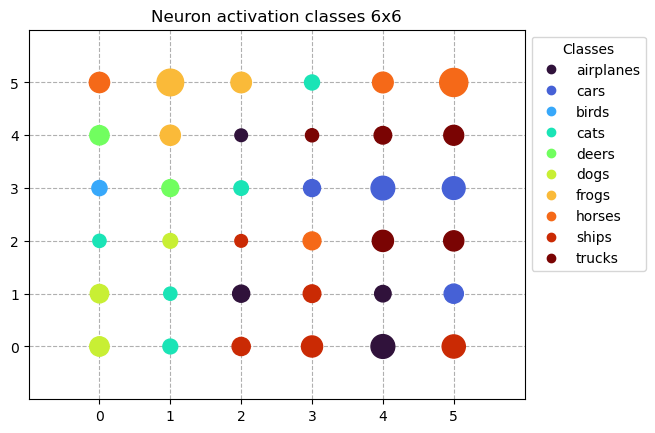 Neuron activation classes 6x6
5
4
3
2
1
0
0 1 2 3 4 5
Classes
airplanes
cars
birds
cats
deers
dogs
frogs
horses
ships
trucks